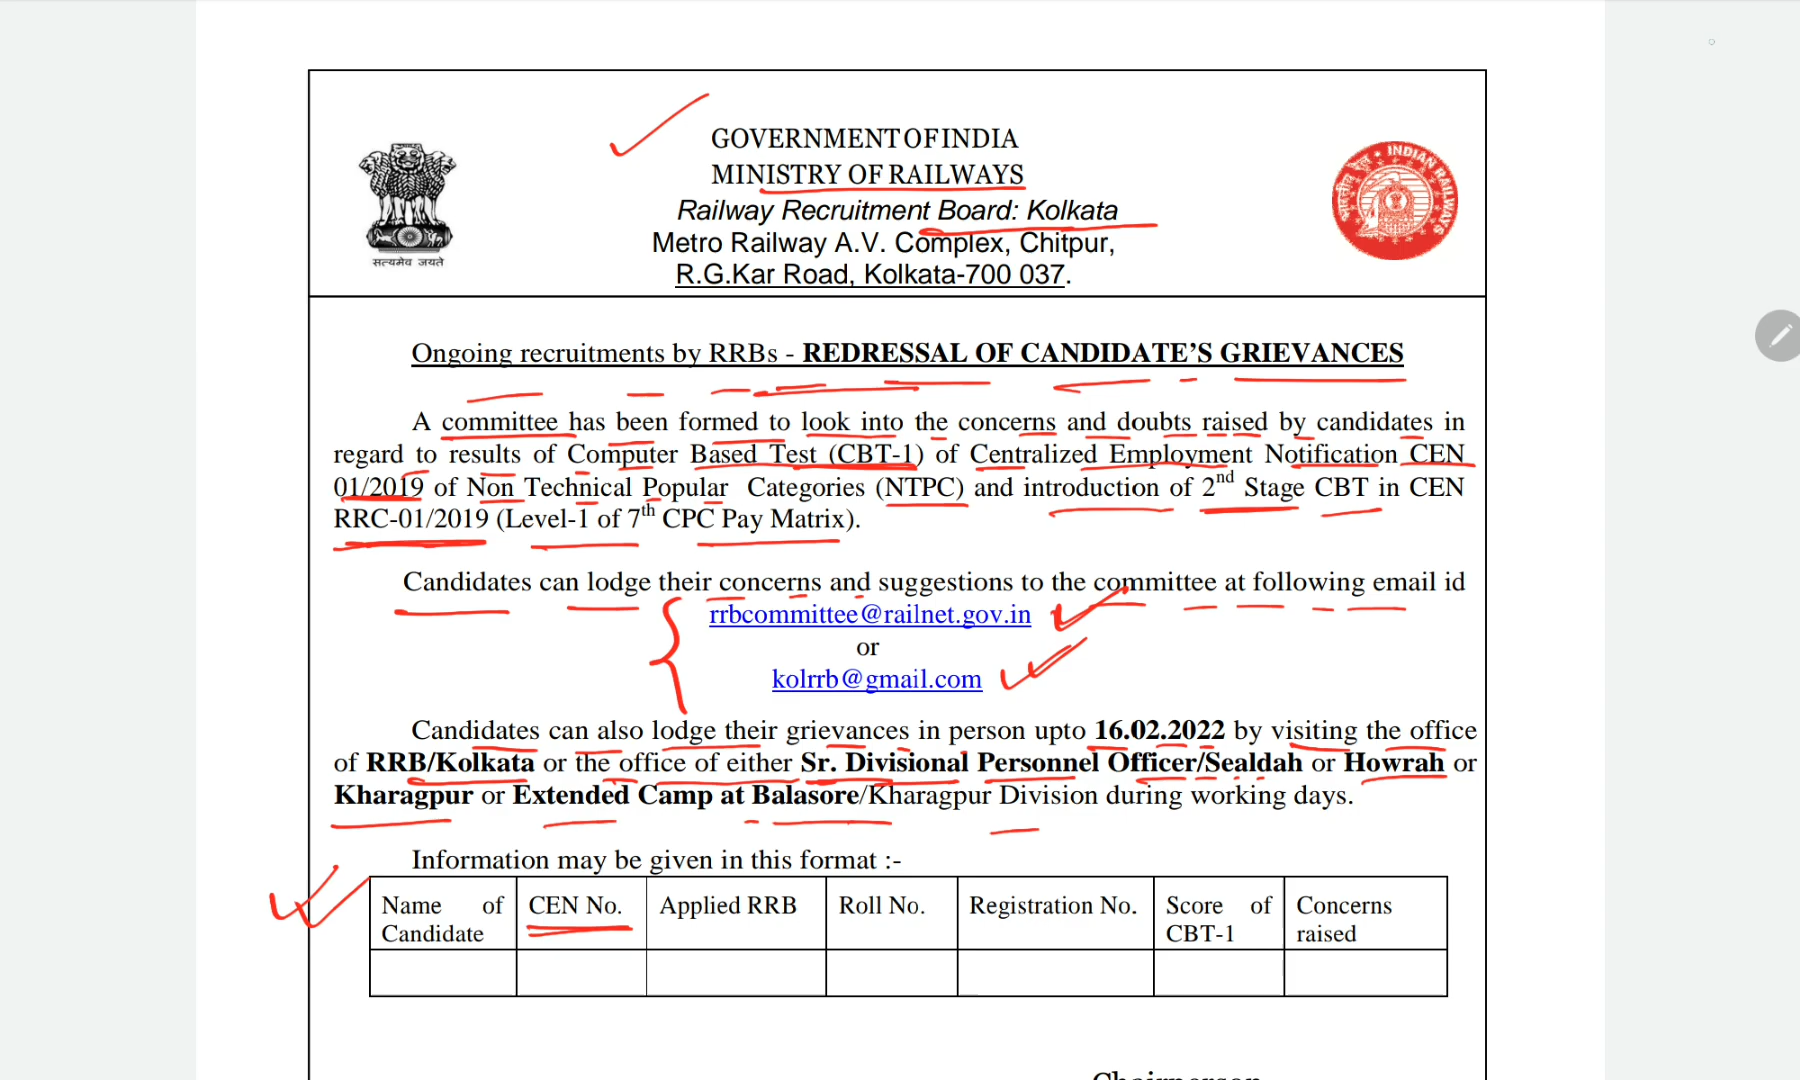 GOVERNMENTOFINDIA
MINISTRY OF RAILWAYS
Railway Recruitment Board: Kolkata
Metro Railway A.V. Complex, Chitpur,
R.G.Kar Road, Kolkata-700 037.
सत्यमेव जयते
INDIAN RAILWAYS
भारतीय रेल
Ongoing recruitments by RRBs - REDRESSAL OF CANDIDATE’S GRIEVANCES
A committee has been formed to look into the concerns and doubts raised by candidates in
regard to results of Computer Based Test (CBT-1) of Centralized Employment Notification CEN
01/2019 of Non Technical Popular Categories (NTPC) and introduction of 2nd Stage CBT in CEN
RRC-01/2019 (Level-1 of 7th CPC Pay Matrix).
Candidates can lodge their concerns and suggestions to the committee at following email id
rrbcommittee@railnet.gov.in
or
kolrrb@gmail.com
Candidates can also lodge their grievances in person upto 16.02.2022 by visiting the office
of RRB/Kolkata or the office of either Sr. Divisional Personnel Officer/Sealdah or Howrah or
Kharagpur or Extended Camp at Balasore/Kharagpur Division during working days.
Information may be given in this format :-
Name of Candidate CEN No. Applied RRB Roll No. Registration No. Score of CBT-1 Concerns raised
Chairperson